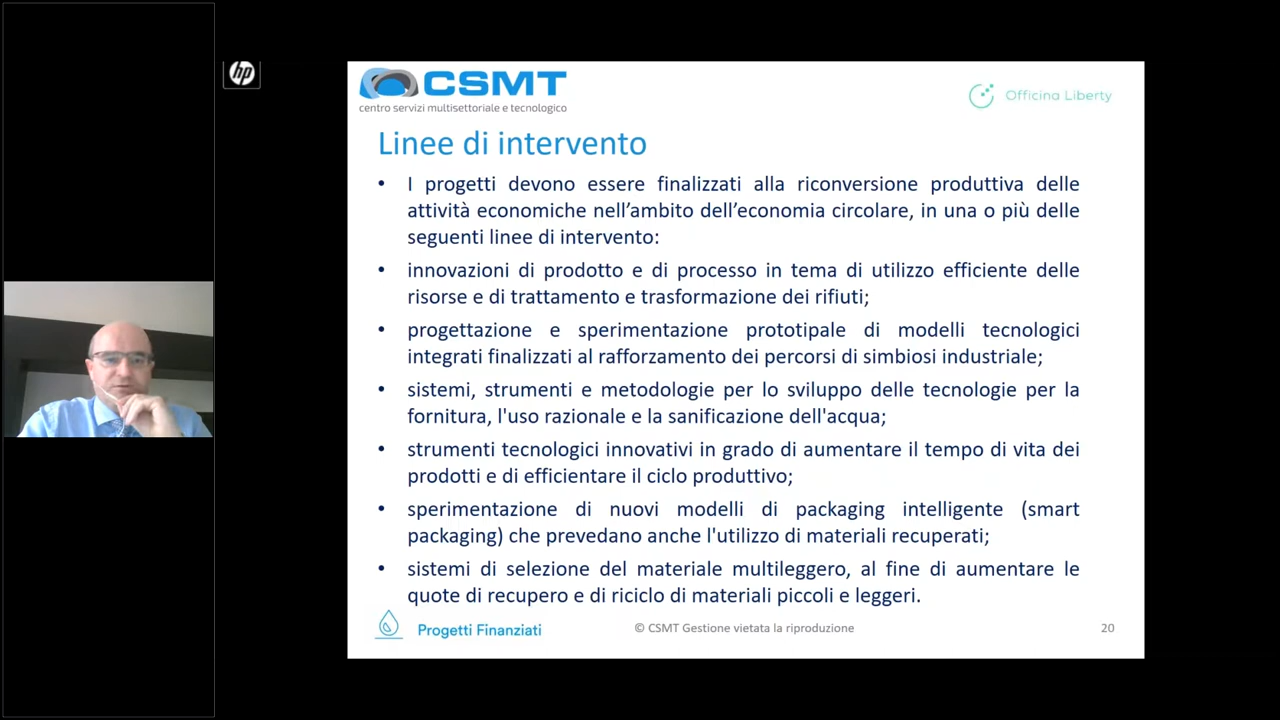 hp
CSMT
centro servizi multisettoriale e tecnologico
Officina Liberty
Linee di intervento
• I progetti devono essere finalizzati alla riconversione produttiva delle
attività economiche nell’ambito dell’economia circolare, in una o più delle
seguenti linee di intervento:
• innovazioni di prodotto e di processo in tema di utilizzo efficiente delle
risorse e di trattamento e trasformazione dei rifiuti;
• progettazione e sperimentazione prototipale di modelli tecnologici
integrati finalizzati al rafforzamento dei percorsi di simbiosi industriale;
• sistemi, strumenti e metodologie per lo sviluppo delle tecnologie per la
fornitura, l'uso razionale e la sanificazione dell'acqua;
• strumenti tecnologici innovativi in grado di aumentare il tempo di vita dei
prodotti e di efficientare il ciclo produttivo;
• sperimentazione di nuovi modelli di packaging intelligente (smart
packaging) che prevedano anche l'utilizzo di materiali recuperati;
• sistemi di selezione del materiale multileggero, al fine di aumentare le
quote di recupero e di riciclo di materiali piccoli e leggeri.
Progetti Finanziati
© CSMT Gestione vietata la riproduzione
20